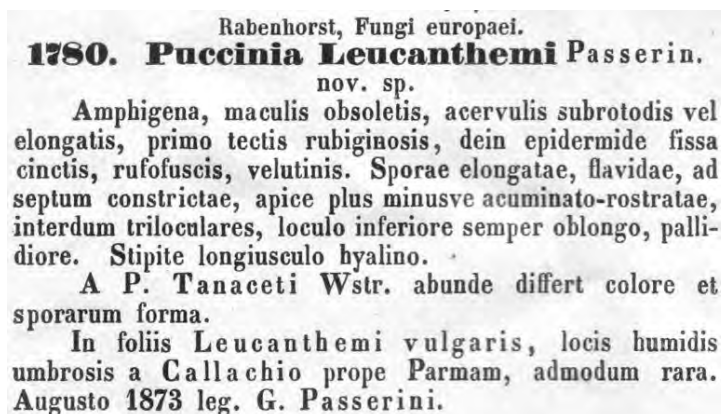 Rabenhorst, Fungi europaei.
1780. Puccinia Leucanthemi Passerin.
nov. sp.
Amphigena, maculis obsoletis, acervulis subrotodis vel
elongatis, primo tectis rubiginosis, dein epidermide fissa
cinctis, rufofuscis, velutinis. Sporae elongatae, flavidae, ad
septum constrictae, apice plus minusve acuminato-rostratae,
interdum triloculares, loculo inferiore semper oblongo, palli-
diore. Stipite longiusculo hyalino.
A P. Tanaceti Wstr. abunde differt colore et
sporarum forma.
In foliis Leucanthemi vulgaris, locis humidis
umbrosis a Callachio prope Parmam, admodum rara.
Augusto 1873 leg. G. Passerini.